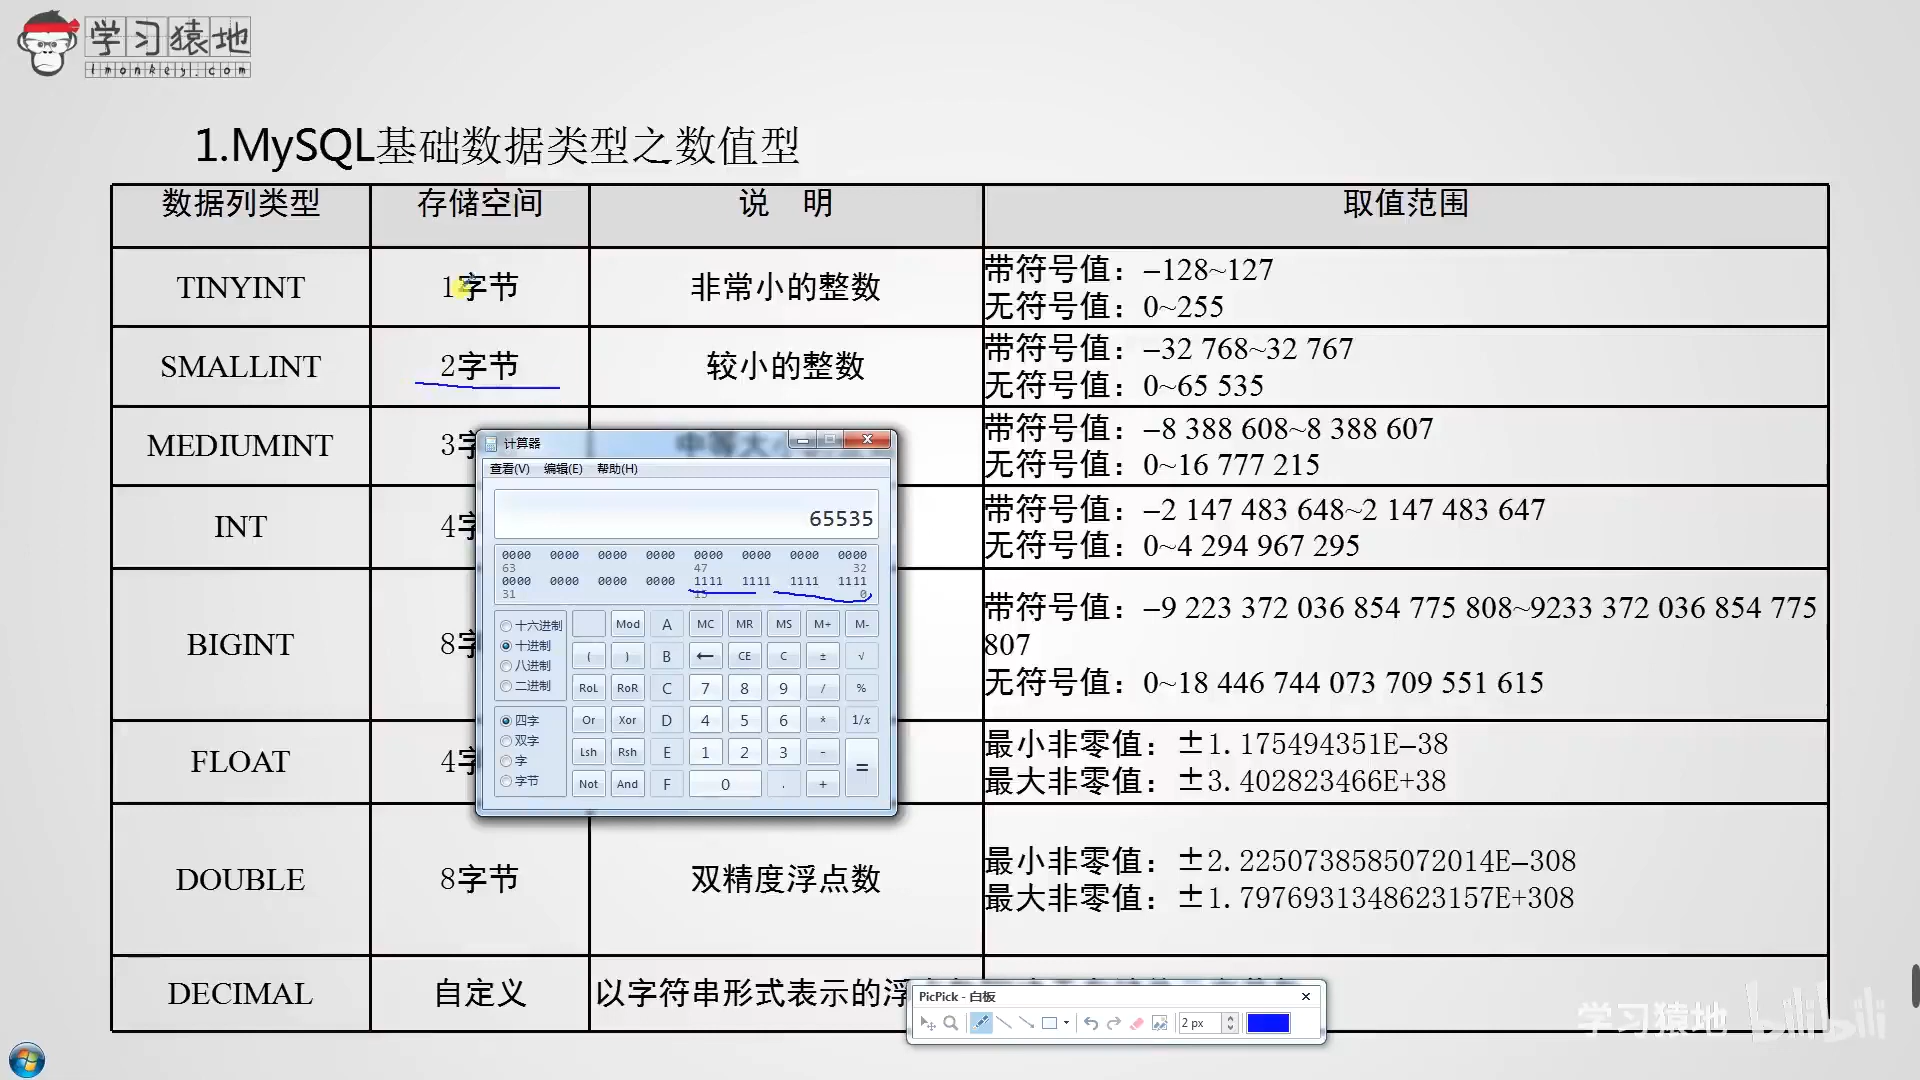 学习猿地
lmonkey.com
1.MySQL基础数据类型之数值型
数据列类型 存储空间 说 明 取值范围
TINYINT 1字节 非常小的整数 带符号值：–128~127
无符号值：0~255
SMALLINT 2字节 较小的整数 带符号值：–32 768~32 767
无符号值：0~65 535
MEDIUMINT 3字 中等大 带符号值：–8 388 608~8 388 607
无符号值：0~16 777 215
INT 4字 带符号值：–2 147 483 648~2 147 483 647
无符号值：0~4 294 967 295
BIGINT 8字 带符号值：–9 223 372 036 854 775 808~9233 372 036 854 775
807
无符号值：0~18 446 744 073 709 551 615
FLOAT 4字 最小非零值：±1.175494351E–38
最大非零值：±3.402823466E+38
DOUBLE 8字节 双精度浮点数 最小非零值：±2.2250738585072014E–308
最大非零值：±1.7976931348623157E+308
DECIMAL 自定义 以字符串形式表示的浮
计算器
查看(V) 编辑(E) 帮助(H)
65535
0000 0000 0000 0000 0000 0000 0000 0000
63 47 32
0000 0000 0000 0000 1111 1111 1111 1111
31 15 0
十六进制 Mod A MC MR MS M+ M-
十进制
八进制 ( ) B ← CE C ± √
二进制 RoL RoR C 7 8 9 / %
四字 Or Xor D 4 5 6 * 1/x
双字
字 Lsh Rsh E 1 2 3 - =
字节 Not And F 0 . +
PicPick - 白板
2 px
学习猿地 bilibili